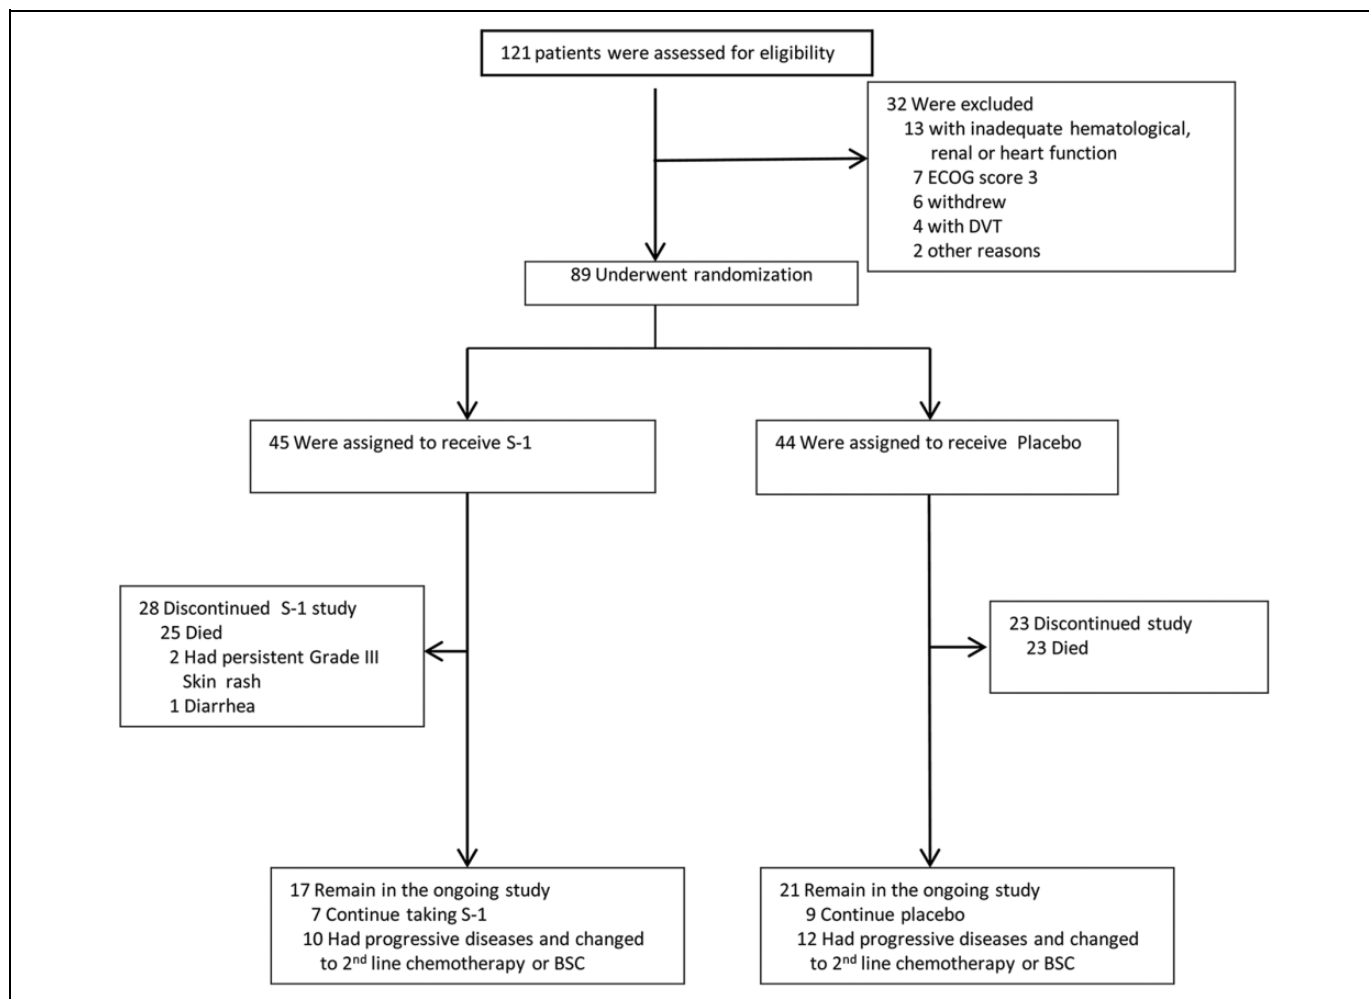 121 patients were assessed for eligibility
32 Were excluded
13 with inadequate hematological,
renal or heart function
7 ECOG score 3
6 withdrew
4 with DVT
2 other reasons
89 Underwent randomization
45 Were assigned to receive S-1
44 Were assigned to receive Placebo
28 Discontinued S-1 study
25 Died
2 Had persistent Grade III
Skin rash
1 Diarrhea
23 Discontinued study
23 Died
17 Remain in the ongoing study
7 Continue taking S-1
10 Had progressive diseases and changed
to 2nd line chemotherapy or BSC
21 Remain in the ongoing study
9 Continue placebo
12 Had progressive diseases and changed
to 2nd line chemotherapy or BSC